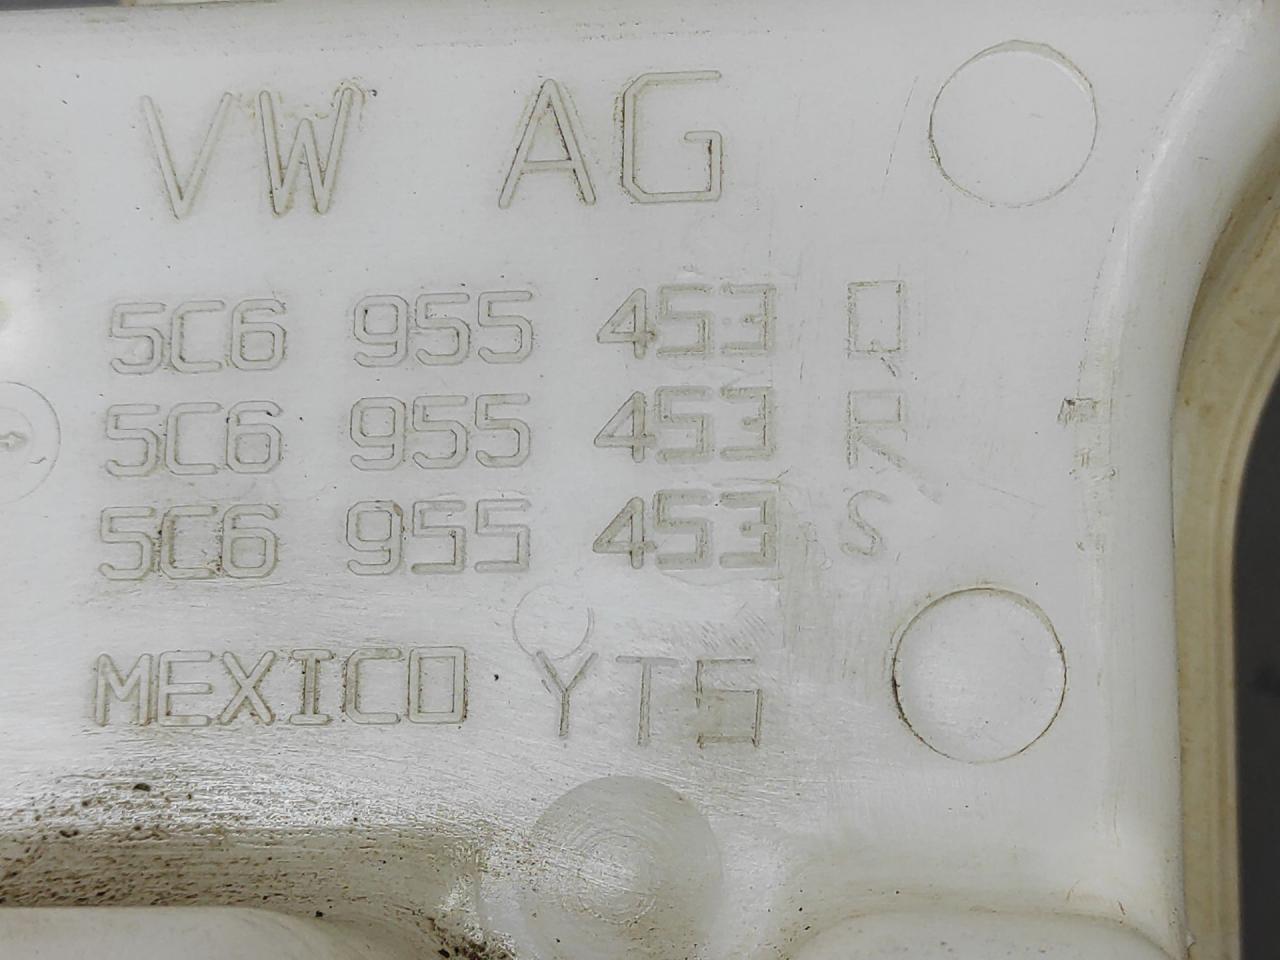 VW AG
5C6 955 453 Q
5C6 955 453 R
5C6 955 453 S
MEXICO YTS